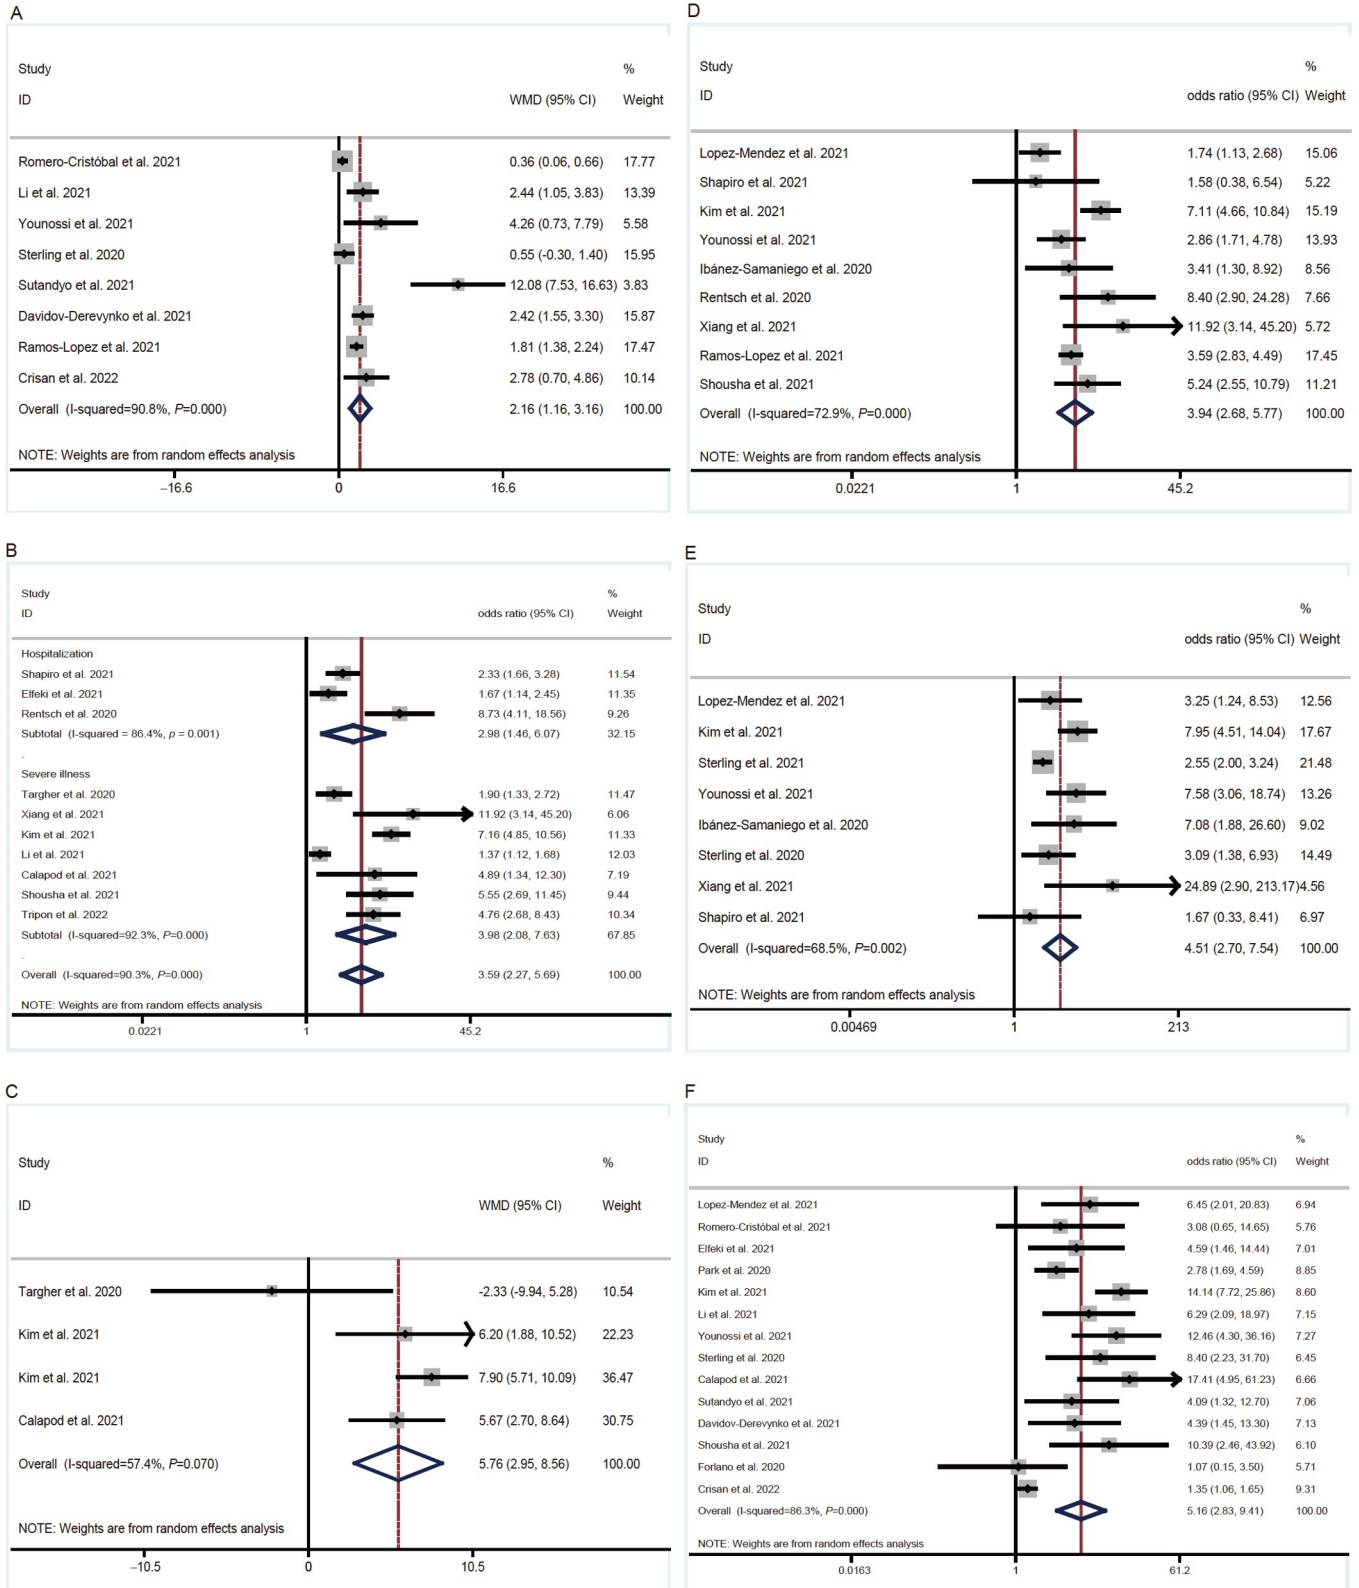 A
Study %
ID WMD (95% CI) Weight
Romero-Cristóbal et al. 2021 0.36 (0.06, 0.66) 17.77
Li et al. 2021 2.44 (1.05, 3.83) 13.39
Younossi et al. 2021 4.26 (0.73, 7.79) 5.58
Sterling et al. 2020 0.55 (-0.30, 1.40) 15.95
Sutandyo et al. 2021 12.08 (7.53, 16.63) 3.83
Davidov-Derevynko et al. 2021 2.42 (1.55, 3.30) 15.87
Ramos-Lopez et al. 2021 1.81 (1.38, 2.24) 17.47
Crisan et al. 2022 2.78 (0.70, 4.86) 10.14
Overall (I-squared=90.8%, P=0.000) 2.16 (1.16, 3.16) 100.00
NOTE: Weights are from random effects analysis
−16.6 0 16.6
B
Study %
ID odds ratio (95% CI) Weight
Hospitalization
Shapiro et al. 2021 2.33 (1.66, 3.28) 11.54
Elfeki et al. 2021 1.67 (1.14, 2.45) 11.35
Rentsch et al. 2020 8.73 (4.11, 18.56) 9.26
Subtotal (I-squared = 86.4%, p = 0.001) 2.98 (1.46, 6.07) 32.15
.
Severe illness
Targher et al. 2020 1.90 (1.33, 2.72) 11.47
Xiang et al. 2021 11.92 (3.14, 45.20) 6.06
Kim et al. 2021 7.16 (4.85, 10.56) 11.33
Li et al. 2021 1.37 (1.12, 1.68) 12.03
Calapod et al. 2021 4.89 (1.34, 12.30) 7.19
Shousha et al. 2021 5.55 (2.69, 11.45) 9.44
Tripon et al. 2022 4.76 (2.68, 8.43) 10.34
Subtotal (I-squared=92.3%, P=0.000) 3.98 (2.08, 7.63) 67.85
.
Overall (I-squared=90.3%, P=0.000) 3.59 (2.27, 5.69) 100.00
NOTE: Weights are from random effects analysis
0.0221 1 45.2
C
Study %
ID WMD (95% CI) Weight
Targher et al. 2020 -2.33 (-9.94, 5.28) 10.54
Kim et al. 2021 6.20 (1.88, 10.52) 22.23
Kim et al. 2021 7.90 (5.71, 10.09) 36.47
Calapod et al. 2021 5.67 (2.70, 8.64) 30.75
Overall (I-squared=57.4%, P=0.070) 5.76 (2.95, 8.56) 100.00
NOTE: Weights are from random effects analysis
−10.5 0 10.5
D
Study %
ID odds ratio (95% CI) Weight
Lopez-Mendez et al. 2021 1.74 (1.13, 2.68) 15.06
Shapiro et al. 2021 1.58 (0.38, 6.54) 5.22
Kim et al. 2021 7.11 (4.66, 10.84) 15.19
Younossi et al. 2021 2.86 (1.71, 4.78) 13.93
Ibánez-Samaniego et al. 2020 3.41 (1.30, 8.92) 8.56
Rentsch et al. 2020 8.40 (2.90, 24.28) 7.66
Xiang et al. 2021 11.92 (3.14, 45.20) 5.72
Ramos-Lopez et al. 2021 3.59 (2.83, 4.49) 17.45
Shousha et al. 2021 5.24 (2.55, 10.79) 11.21
Overall (I-squared=72.9%, P=0.000) 3.94 (2.68, 5.77) 100.00
NOTE: Weights are from random effects analysis
0.0221 1 45.2
E
Study %
ID odds ratio (95% CI) Weight
Lopez-Mendez et al. 2021 3.25 (1.24, 8.53) 12.56
Kim et al. 2021 7.95 (4.51, 14.04) 17.67
Sterling et al. 2021 2.55 (2.00, 3.24) 21.48
Younossi et al. 2021 7.58 (3.06, 18.74) 13.26
Ibánez-Samaniego et al. 2020 7.08 (1.88, 26.60) 9.02
Sterling et al. 2020 3.09 (1.38, 6.93) 14.49
Xiang et al. 2021 24.89 (2.90, 213.17)4.56
Shapiro et al. 2021 1.67 (0.33, 8.41) 6.97
Overall (I-squared=68.5%, P=0.002) 4.51 (2.70, 7.54) 100.00
NOTE: Weights are from random effects analysis
0.00469 1 213
F
Study %
ID odds ratio (95% CI) Weight
Lopez-Mendez et al. 2021 6.45 (2.01, 20.83) 6.94
Romero-Cristóbal et al. 2021 3.08 (0.65, 14.65) 5.76
Elfeki et al. 2021 4.59 (1.46, 14.44) 7.01
Park et al. 2020 2.78 (1.69, 4.59) 8.85
Kim et al. 2021 14.14 (7.72, 25.86) 8.60
Li et al. 2021 6.29 (2.09, 18.97) 7.15
Younossi et al. 2021 12.46 (4.30, 36.16) 7.27
Sterling et al. 2020 8.40 (2.23, 31.70) 6.45
Calapod et al. 2021 17.41 (4.95, 61.23) 6.66
Sutandyo et al. 2021 4.09 (1.32, 12.70) 7.06
Davidov-Derevynko et al. 2021 4.39 (1.45, 13.30) 7.13
Shousha et al. 2021 10.39 (2.46, 43.92) 6.10
Forlano et al. 2020 1.07 (0.15, 3.50) 5.71
Crisan et al. 2022 1.35 (1.06, 1.65) 9.31
Overall (I-squared=86.3%, P=0.000) 5.16 (2.83, 9.41) 100.00
NOTE: Weights are from random effects analysis
0.0163 1 61.2